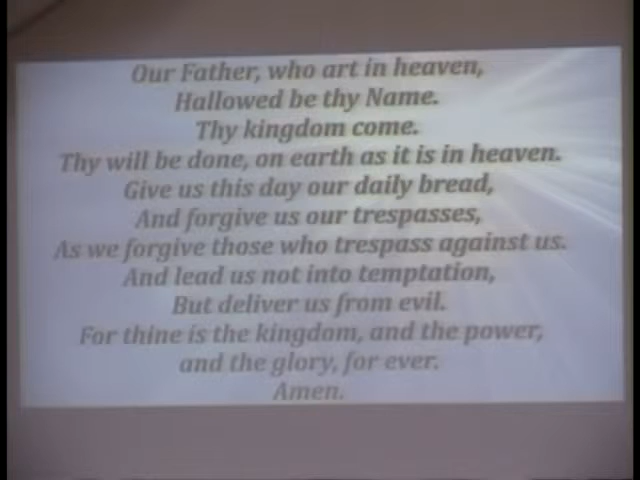 Our Father, who art in heaven,
Hallowed be thy Name.
Thy kingdom come.
Thy will be done, on earth as it is in heaven.
Give us this day our daily bread,
And forgive us our trespasses,
As we forgive those who trespass against us.
And lead us not into temptation,
But deliver us from evil.
For thine is the kingdom, and the power,
and the glory, for ever.
Amen.